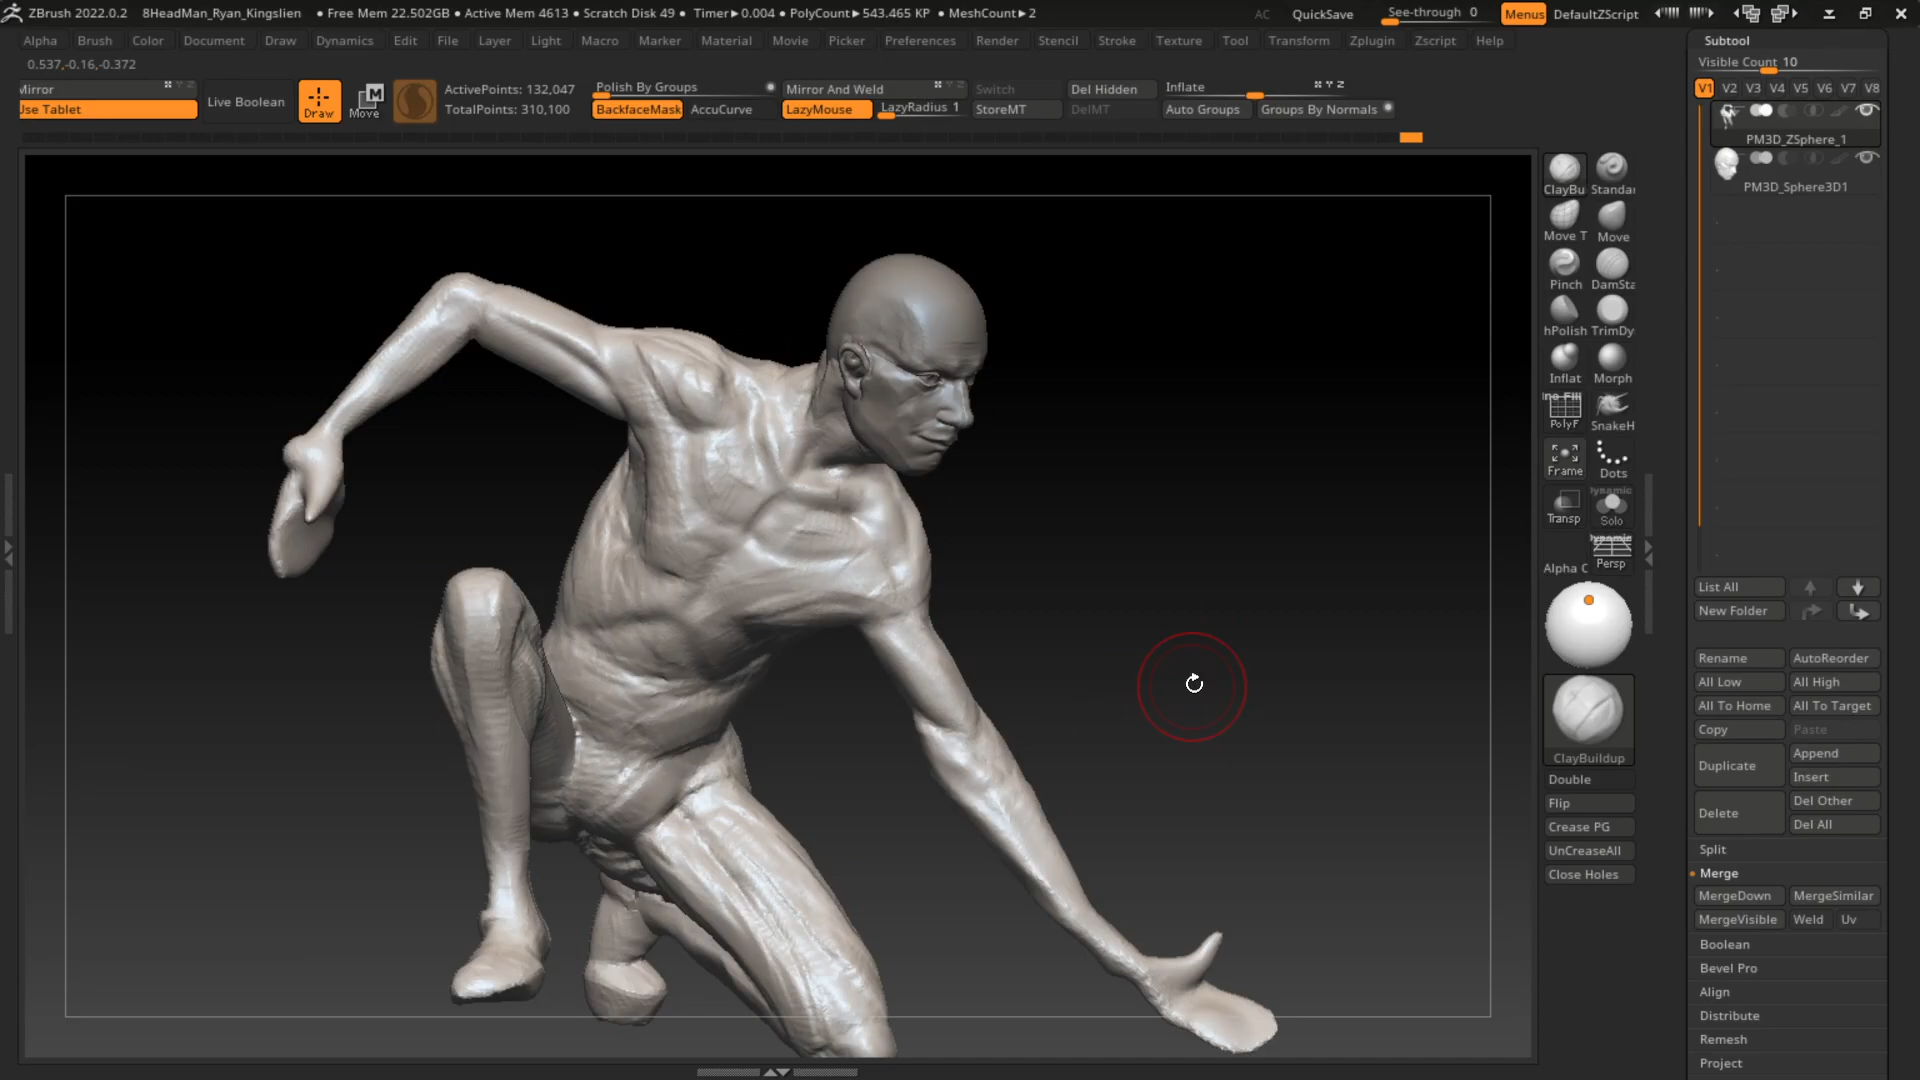 ZBrush 2022.0.2 8HeadMan_Ryan_Kingslien • Free Mem 22.502GB • Active Mem 4613 • Scratch Disk 49 • Timer▶0.004 • PolyCount▶543.465 KP • MeshCount▶2 AC QuickSave See-through 0 Menus DefaultZScript
Alpha Brush Color Document Draw Dynamics Edit File Layer Light Macro Marker Material Movie Picker Preferences Render Stencil Stroke Texture Tool Transform Zplugin Zscript Help
0.537,-0.16,-0.372
Mirror
Use Tablet
Live Boolean
Draw
M
Move
ActivePoints: 132,047
TotalPoints: 310,100
Polish By Groups
BackfaceMask AccuCurve
Mirror And Weld
LazyMouse LazyRadius 1
Switch
StoreMT
Del Hidden
DelMT
Inflate X Y Z
Auto Groups Groups By Normals
ClayBu Standa
Move T Move
Pinch DamSta
hPolish TrimDy
Inflat Morph
PolyF SnakeH
Frame Dots
Transp Dynamic Solo
Dynamic Persp
Alpha
ClayBuildup
Double
Flip
Crease PG
UnCreaseAll
Close Holes
Subtool
Visible Count 10
V1 V2 V3 V4 V5 V6 V7 V8
PM3D_ZSphere_1
PM3D_Sphere3D1
List All
New Folder
Rename AutoReorder
All Low All High
All To Home All To Target
Copy Paste
Duplicate Append
Insert
Delete Del Other
Del All
Split
Merge
MergeDown MergeSimilar
MergeVisible Weld Uv
Boolean
Bevel Pro
Align
Distribute
Remesh
Project